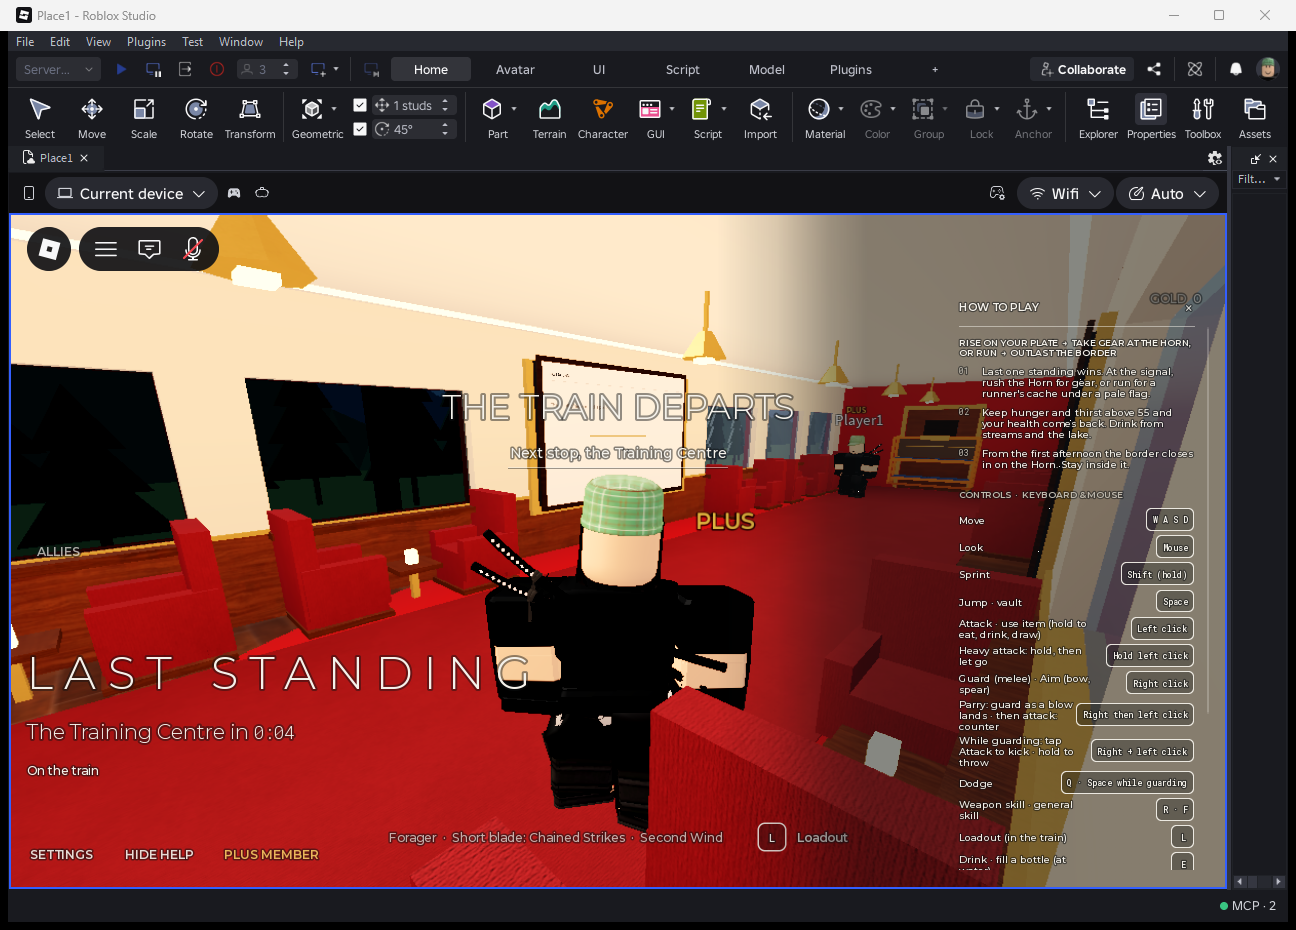 Place1 - Roblox Studio
File Edit View Plugins Test Window Help
Server... 3 Home Avatar UI Script Model Plugins + Collaborate
1 studs
45°
Select Move Scale Rotate Transform Geometric Part Terrain Character GUI Script Import Material Color Group Lock Anchor Explorer Properties Toolbox Assets
Place1
Filt...
Current device Wifi Auto
GOLD 0
HOW TO PLAY
RISE ON YOUR PLATE → TAKE GEAR AT THE HORN,
OR RUN → OUTLAST THE BORDER
01 Last one standing wins. At the signal,
rush the Horn for gear, or run for a
runner's cache under a pale flag.
02 Keep hunger and thirst above 55 and
your health comes back. Drink from
streams and the lake.
03 From the first afternoon the border closes
in on the Horn. Stay inside it.
CONTROLS · KEYBOARD & MOUSE
Move W A S D
Look Mouse
Sprint Shift (hold)
Jump · vault Space
Attack · use item (hold to
eat, drink, draw) Left click
Heavy attack: hold, then
let go Hold left click
Guard (melee) · Aim (bow,
spear) Right click
Parry: guard as a blow
lands · then attack:
counter Right then left click
While guarding: tap
Attack to kick · hold to
throw Right + left click
Dodge Q · Space while guarding
Weapon skill · general
skill R · F
Loadout (in the train) L
Drink · fill a bottle (at
water) E
THE TRAIN DEPARTS
Next stop, the Training Centre
PLUS
Player1
PLUS
ALLIES
LAST STANDING
The Training Centre in 0:04
On the train
Forager · Short blade: Chained Strikes · Second Wind L Loadout
SETTINGS HIDE HELP PLUS MEMBER
MCP · 2